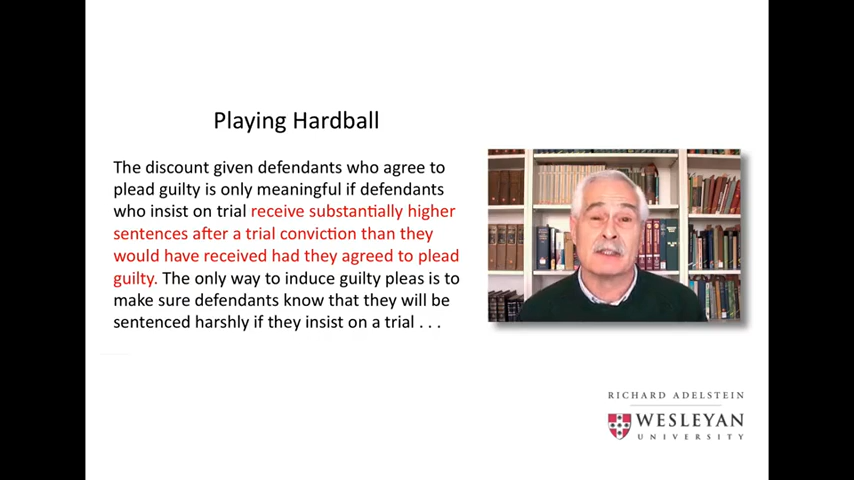 Playing Hardball
The discount given defendants who agree to
plead guilty is only meaningful if defendants
who insist on trial receive substantially higher
sentences after a trial conviction than they
would have received had they agreed to plead
guilty. The only way to induce guilty pleas is to
make sure defendants know that they will be
sentenced harshly if they insist on a trial . . .
RICHARD ADELSTEIN
WESLEYAN
UNIVERSITY